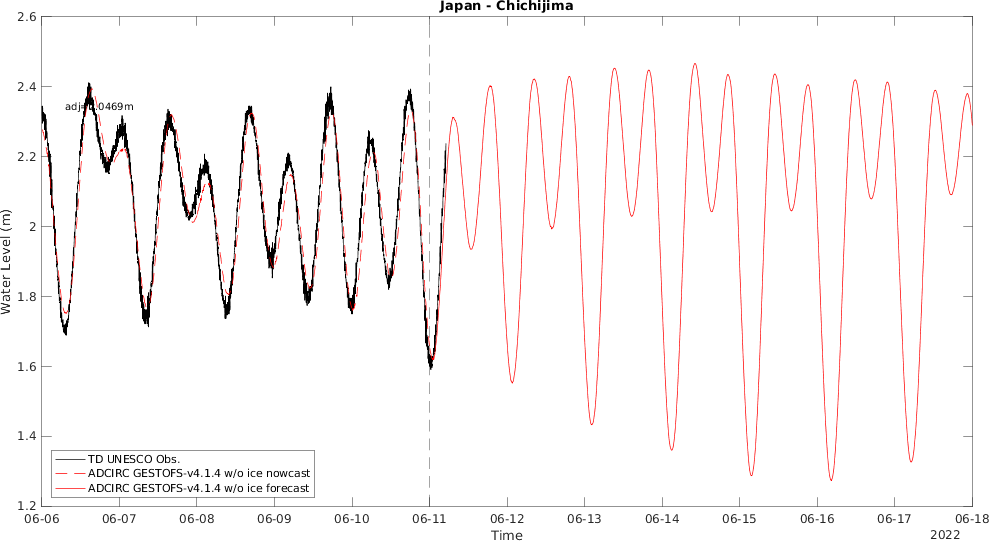 Japan - Chichijima
2.6
2.4
2.2
2
1.8
1.6
1.4
1.2
Water Level (m)
TD UNESCO Obs.
ADCIRC GESTOFS-v4.1.4 w/o ice nowcast
ADCIRC GESTOFS-v4.1.4 w/o ice forecast
06-06 06-07 06-08 06-09 06-10 06-11 06-12 06-13 06-14 06-15 06-16 06-17 06-18
Time
2022